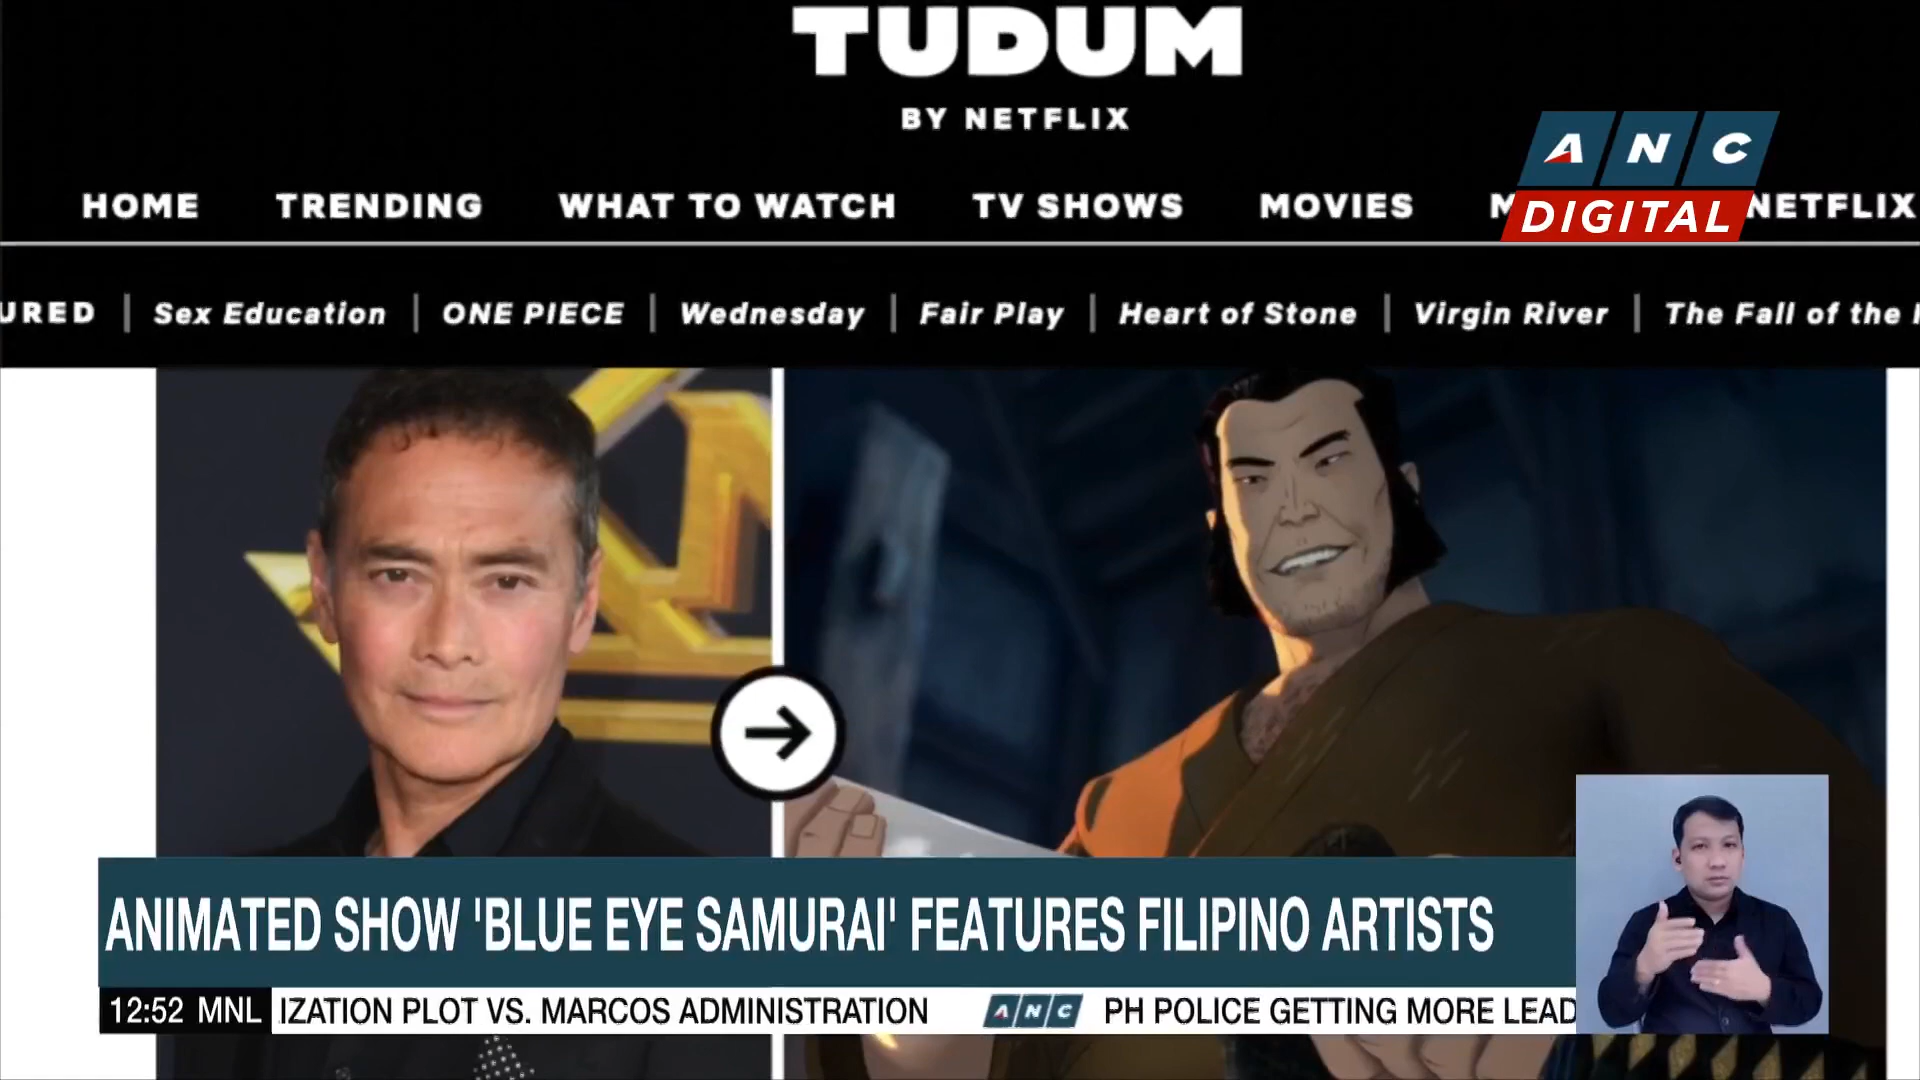 TUDUM
BY NETFLIX
ANC
DIGITAL
HOME TRENDING WHAT TO WATCH TV SHOWS MOVIES M NETFLIX
URED | Sex Education | ONE PIECE | Wednesday | Fair Play | Heart of Stone | Virgin River | The Fall of the
ANIMATED SHOW 'BLUE EYE SAMURAI' FEATURES FILIPINO ARTISTS
12:52 MNL IZATION PLOT VS. MARCOS ADMINISTRATION ANC PH POLICE GETTING MORE LEAD